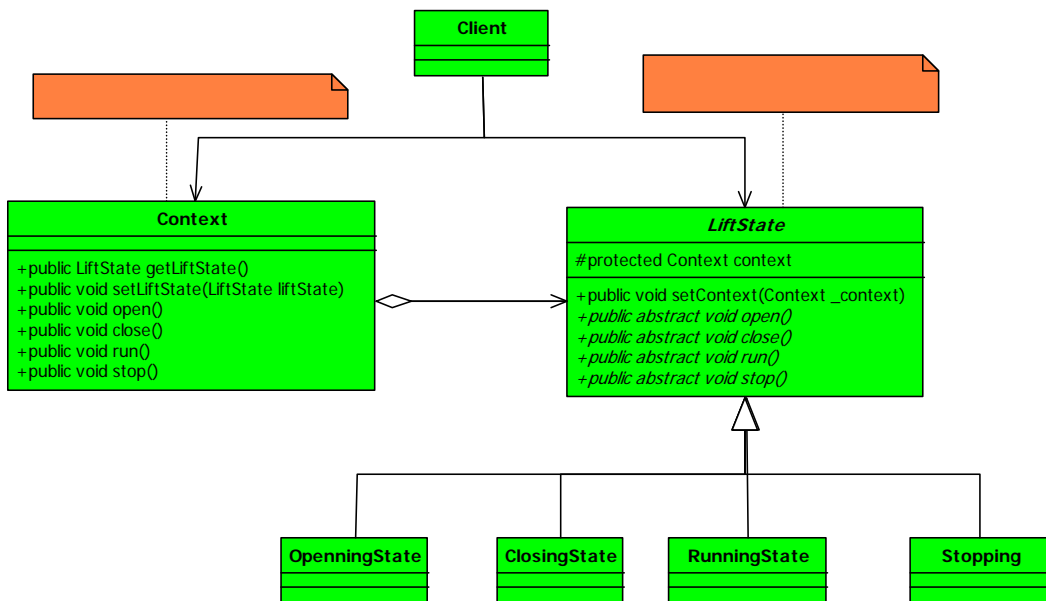 Client
Context
+public LiftState getLiftState()
+public void setLiftState(LiftState liftState)
+public void open()
+public void close()
+public void run()
+public void stop()
LiftState
#protected Context context
+public void setContext(Context _context)
+public abstract void open()
+public abstract void close()
+public abstract void run()
+public abstract void stop()
OpenningState
ClosingState
RunningState
Stopping